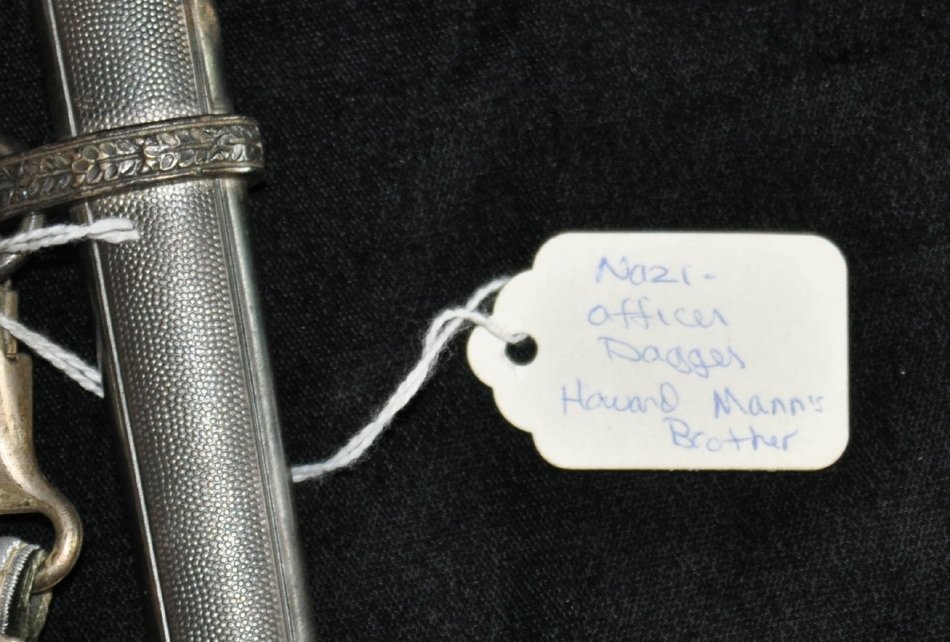 Nazi-
officer
Dagger
Howard Mann's
Brother